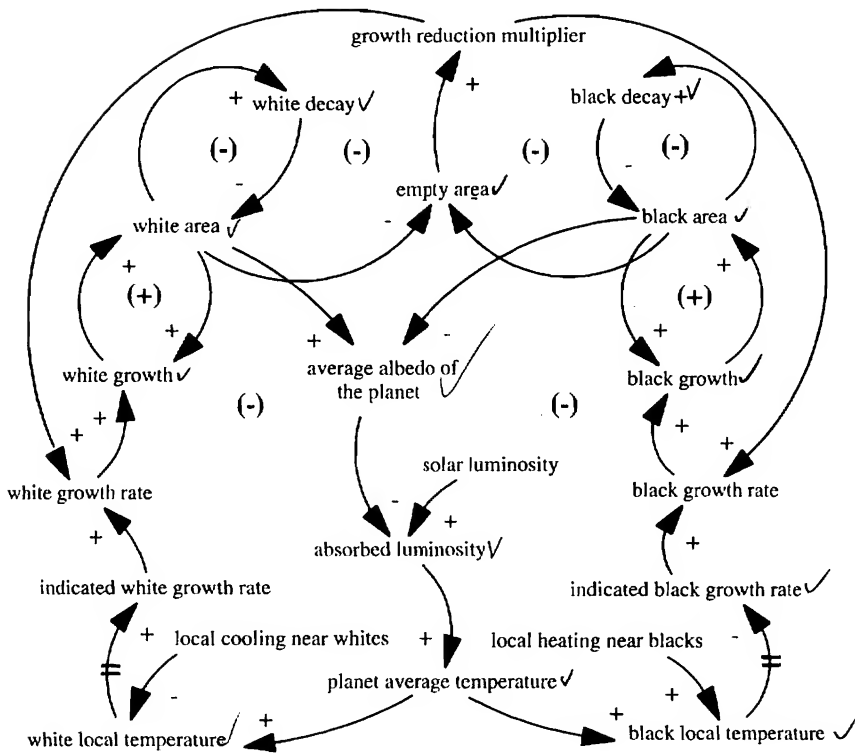 growth reduction multiplier
+
+
white decay ✓
black decay + ✓
(-)
(-)
(-)
(-)
-
-
empty area ✓
white area ✓
-
black area ✓
+
+
(+)
(+)
+
+
-
+
white growth ✓
average albedo of
the planet ✓
black growth ✓
(-)
(-)
+
+
+
+
solar luminosity
white growth rate
black growth rate
-
+
+
absorbed luminosity ✓
+
indicated white growth rate
indicated black growth rate ✓
+
local cooling near whites
+
local heating near blacks
-
-
planet average temperature ✓
+
+
+
white local temperature ✓
black local temperature ✓